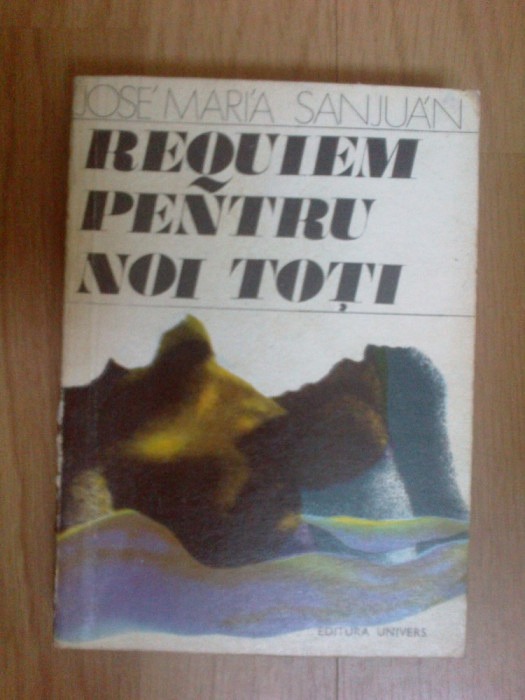 JOSÉ MARÍA SANJUÁN
REQUIEM
PENTRU
NOI TOȚI
EDITURA UNIVERS